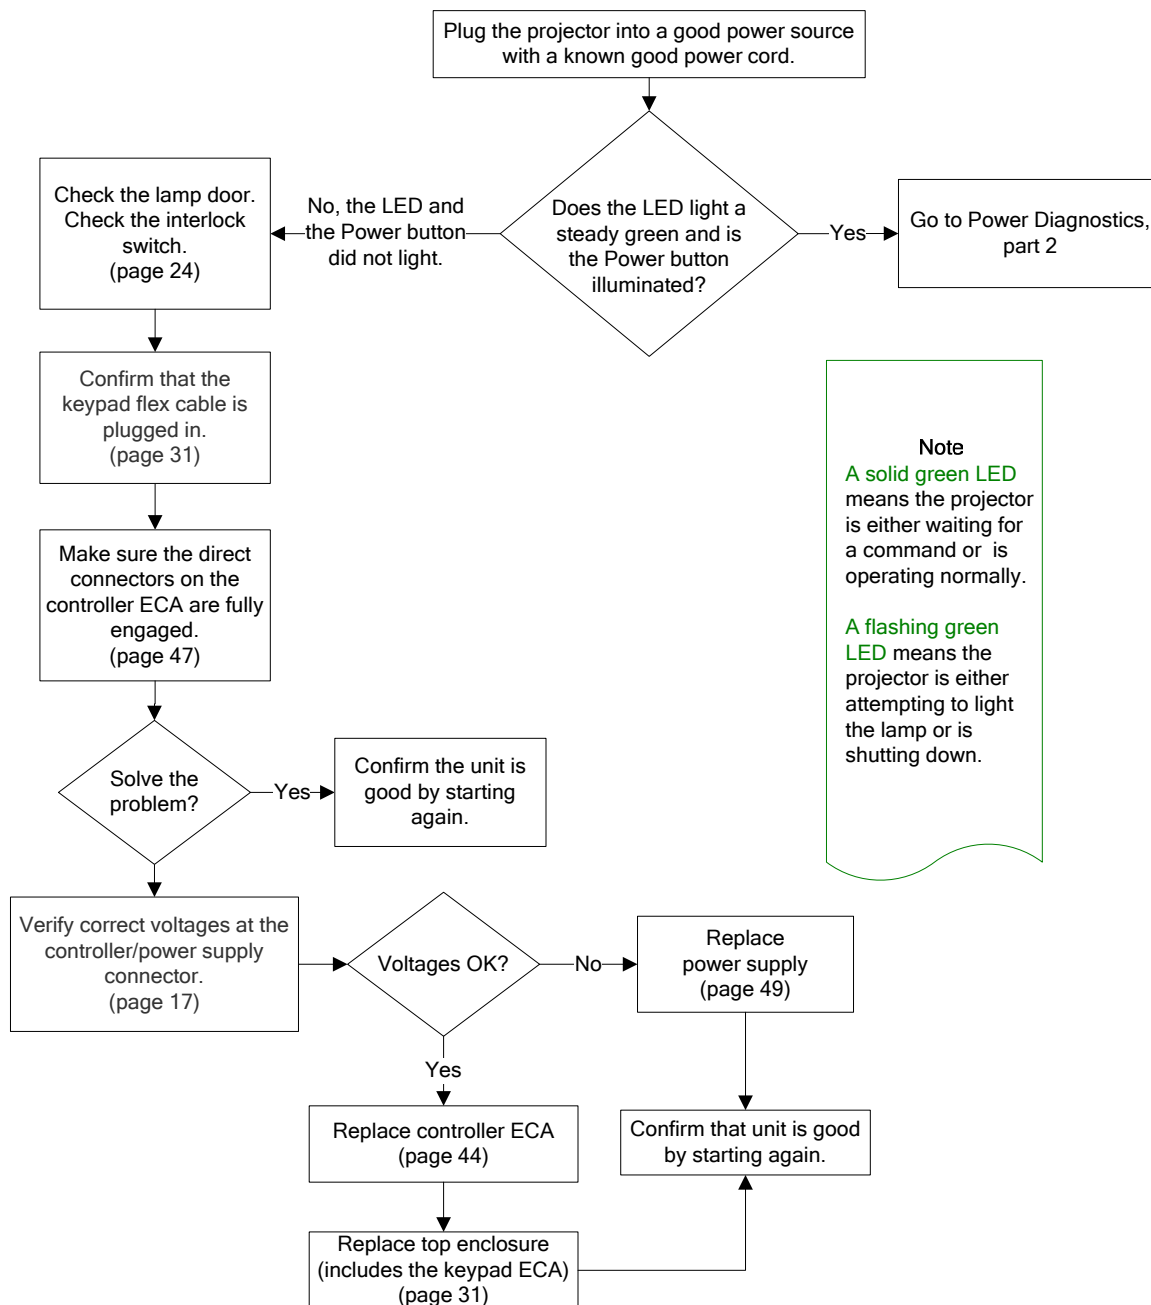 Plug the projector into a good power source
with a known good power cord.
Does the LED light a
steady green and is
the Power button
illuminated?
Yes
Go to Power Diagnostics,
part 2
No, the LED and
the Power button
did not light.
Check the lamp door.
Check the interlock
switch.
(page 24)
Confirm that the
keypad flex cable is
plugged in.
(page 31)
Make sure the direct
connectors on the
controller ECA are fully
engaged.
(page 47)
Solve the
problem?
Yes
Confirm the unit is
good by starting
again.
Verify correct voltages at the
controller/power supply
connector.
(page 17)
Voltages OK?
No
Replace
power supply
(page 49)
Yes
Replace controller ECA
(page 44)
Replace top enclosure
(includes the keypad ECA)
(page 31)
Confirm that unit is good
by starting again.
Note
A solid green LED
means the projector
is either waiting for
a command or is
operating normally.
A flashing green
LED means the
projector is either
attempting to light
the lamp or is
shutting down.